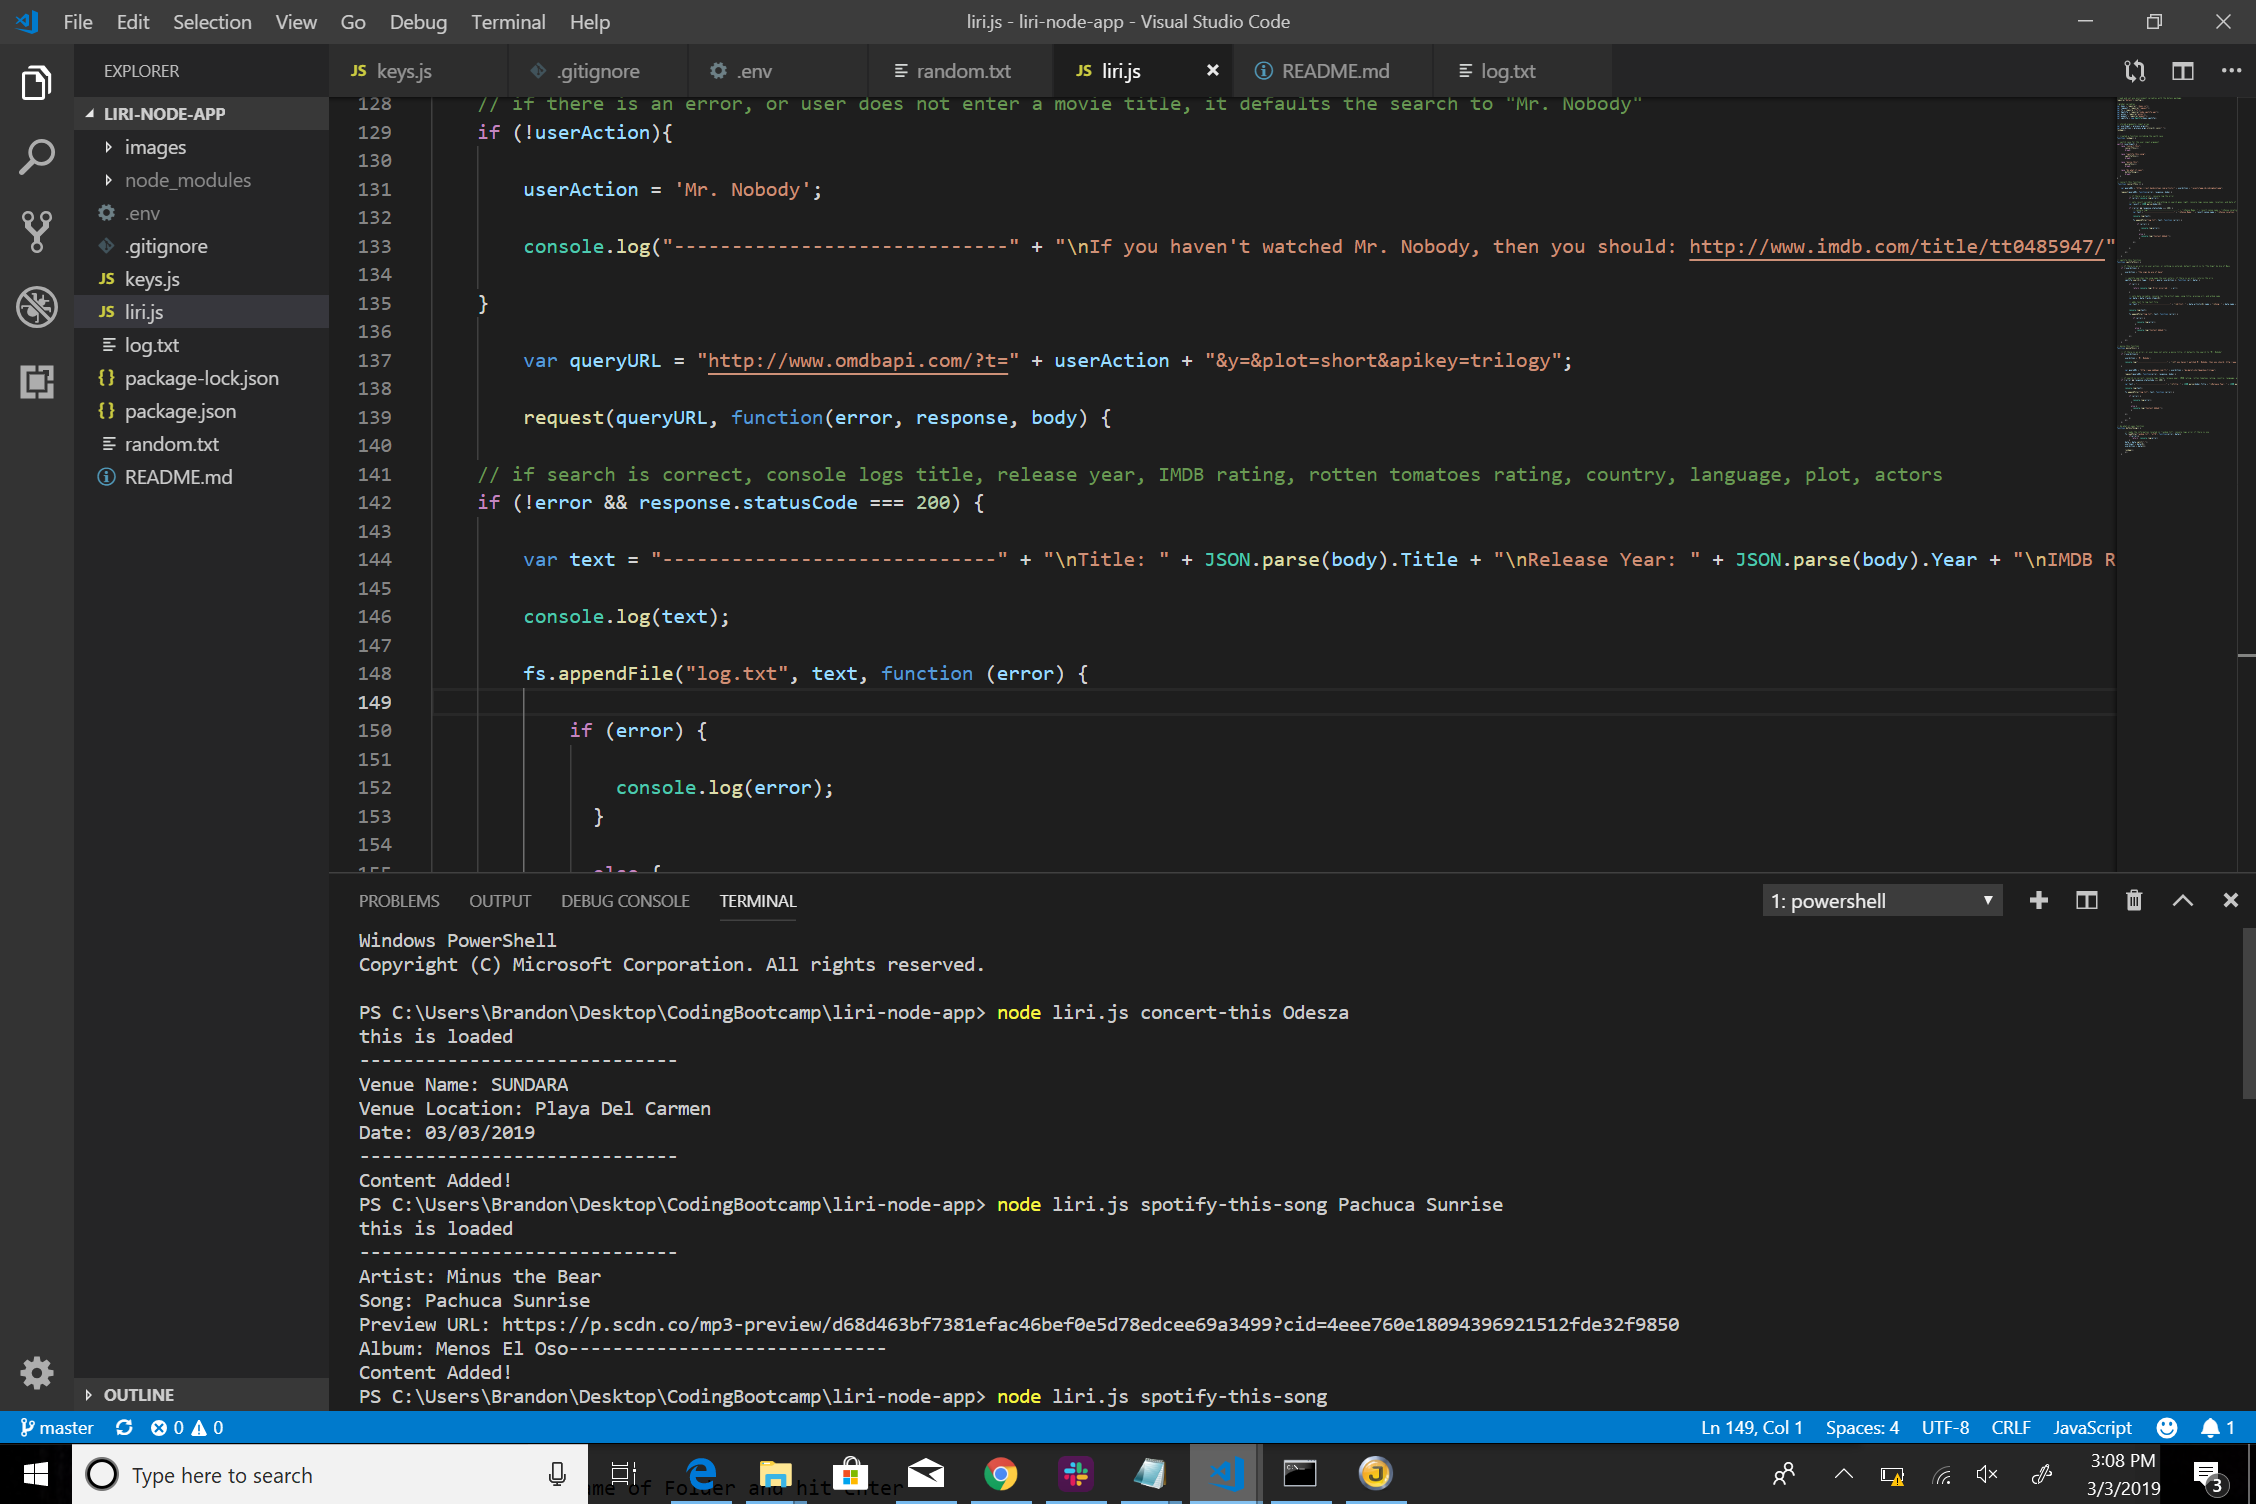 File Edit Selection View Go Debug Terminal Help
liri.js - liri-node-app - Visual Studio Code
EXPLORER
JS keys.js
.gitignore
.env
random.txt
JS liri.js
README.md
log.txt
LIRI-NODE-APP
images
node_modules
.env
.gitignore
JS keys.js
JS liri.js
log.txt
{} package-lock.json
{} package.json
random.txt
README.md
OUTLINE
128 // if there is an error, or user does not enter a movie title, it defaults the search to "Mr. Nobody"
129 if (!userAction){
130
131 userAction = 'Mr. Nobody';
132
133 console.log("-----------------------------" + "\nIf you haven't watched Mr. Nobody, then you should: http://www.imdb.com/title/tt0485947/"
134
135 }
136
137 var queryURL = "http://www.omdbapi.com/?t=" + userAction + "&y=&plot=short&apikey=trilogy";
138
139 request(queryURL, function(error, response, body) {
140
141 // if search is correct, console logs title, release year, IMDB rating, rotten tomatoes rating, country, language, plot, actors
142 if (!error && response.statusCode === 200) {
143
144 var text = "-----------------------------" + "\nTitle: " + JSON.parse(body).Title + "\nRelease Year: " + JSON.parse(body).Year + "\nIMDB R
145
146 console.log(text);
147
148 fs.appendFile("log.txt", text, function (error) {
149
150 if (error) {
151
152 console.log(error);
153 }
154
155 else {
PROBLEMS OUTPUT DEBUG CONSOLE TERMINAL
1: powershell
Windows PowerShell
Copyright (C) Microsoft Corporation. All rights reserved.
PS C:\Users\Brandon\Desktop\CodingBootcamp\liri-node-app> node liri.js concert-this Odesza
this is loaded
-----------------------------
Venue Name: SUNDARA
Venue Location: Playa Del Carmen
Date: 03/03/2019
-----------------------------
Content Added!
PS C:\Users\Brandon\Desktop\CodingBootcamp\liri-node-app> node liri.js spotify-this-song Pachuca Sunrise
this is loaded
-----------------------------
Artist: Minus the Bear
Song: Pachuca Sunrise
Preview URL: https://p.scdn.co/mp3-preview/d68d463bf7381efac46bef0e5d78edcee69a3499?cid=4eee760e18094396921512fde32f9850
Album: Menos El Oso-----------------------------
Content Added!
PS C:\Users\Brandon\Desktop\CodingBootcamp\liri-node-app> node liri.js spotify-this-song
master 0 0
Ln 149, Col 1 Spaces: 4 UTF-8 CRLF JavaScript 1
Type here to search
of Folder and hit enter
3:08 PM
3/3/2019
3